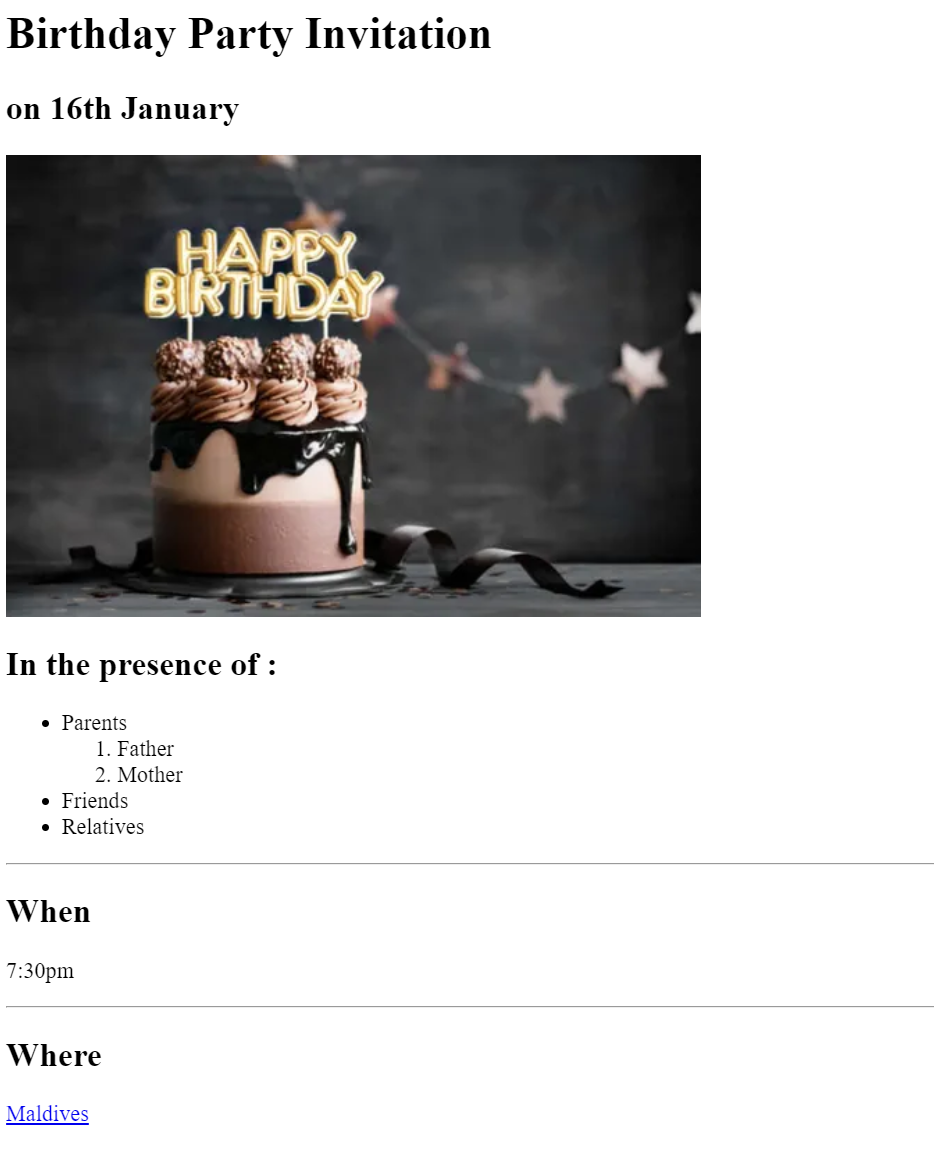 Birthday Party Invitation
on 16th January
HAPPY
BIRTHDAY
In the presence of :
• Parents
1. Father
2. Mother
• Friends
• Relatives
When
7:30pm
Where
Maldives